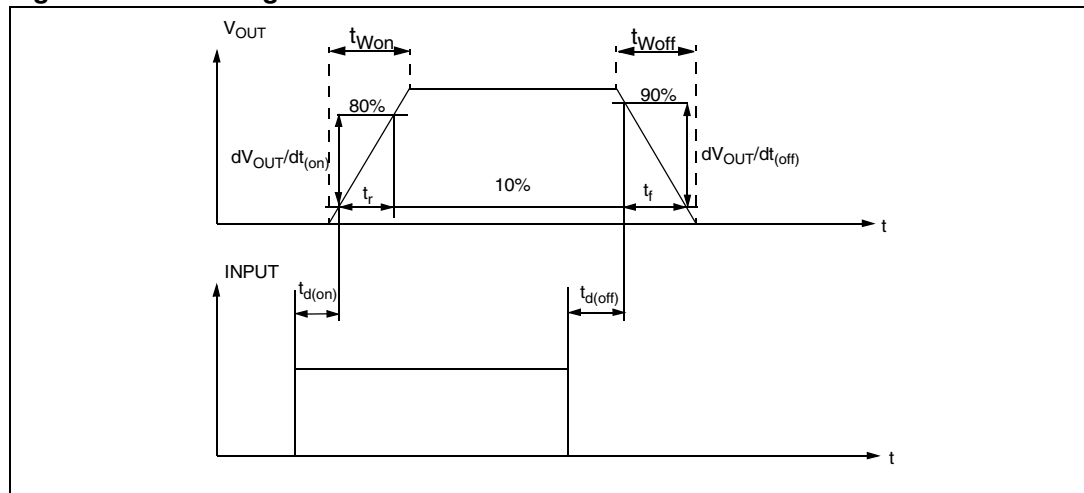 V_OUT
t_Won
t_Woff
80%
90%
dV_OUT/dt_(on)
dV_OUT/dt_(off)
t_r
10%
t_f
t
INPUT
t_d(on)
t_d(off)
t